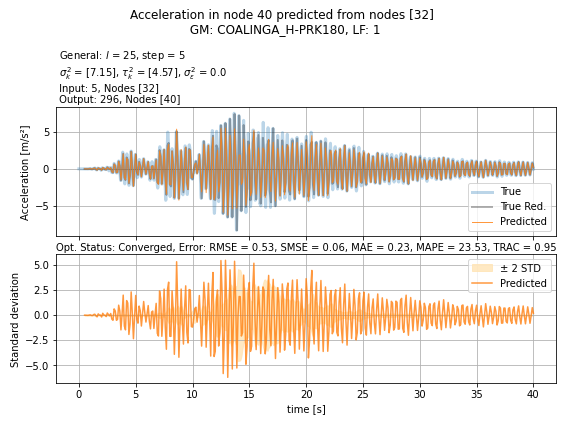 Acceleration in node 40 predicted from nodes [32]
GM: COALINGA_H-PRK180, LF: 1
General: l = 25, step = 5
σ²ₖ = [7.15], τ²ₖ = [4.57], σ²ε = 0.0
Input: 5, Nodes [32]
Output: 296, Nodes [40]
Acceleration [m/s²]
5
0
−5
True
True Red.
Predicted
Opt. Status: Converged, Error: RMSE = 0.53, SMSE = 0.06, MAE = 0.23, MAPE = 23.53, TRAC = 0.95
Standard deviation
5.0
2.5
0.0
−2.5
−5.0
± 2 STD
Predicted
0 5 10 15 20 25 30 35 40
time [s]